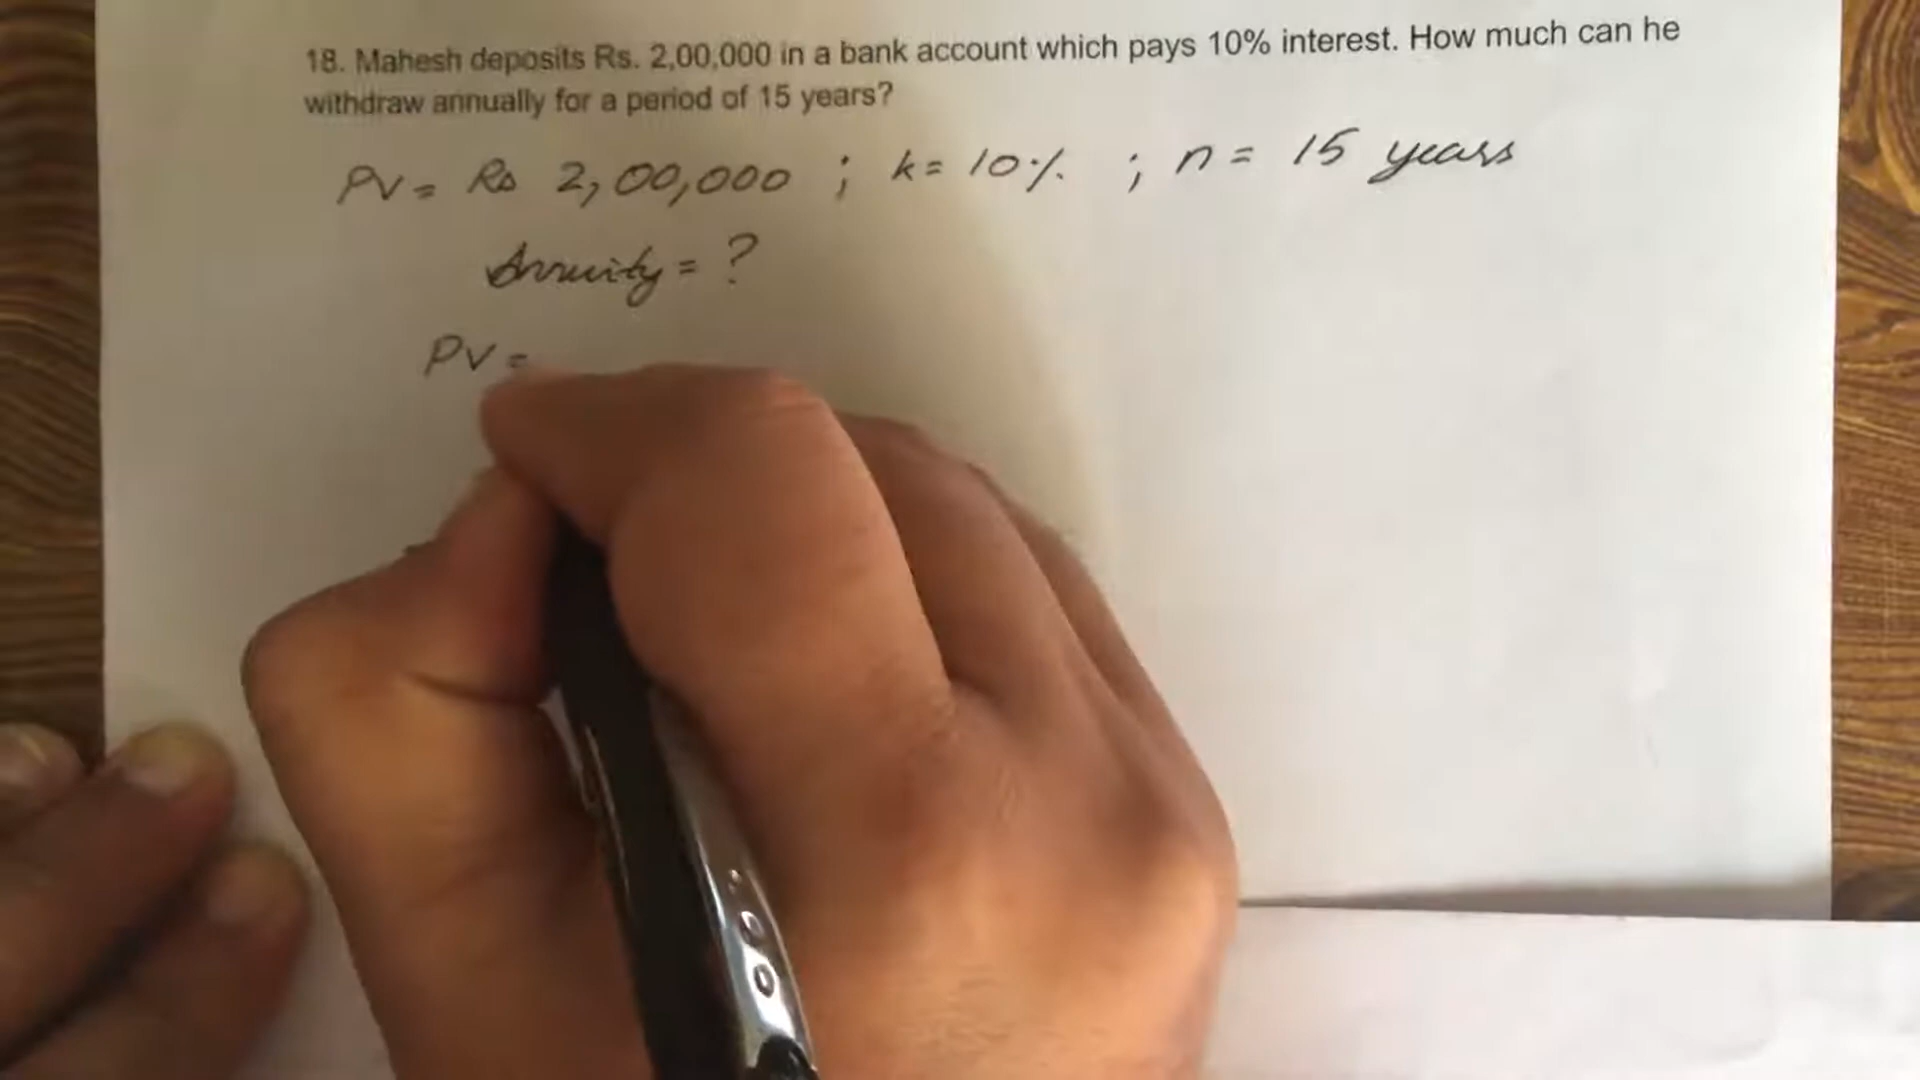 18. Mahesh deposits Rs. 2,00,000 in a bank account which pays 10% interest. How much can he
withdraw annually for a period of 15 years?
PV = Rs 2,00,000 ; k = 10% ; n = 15 years
Annuity = ?
PV =